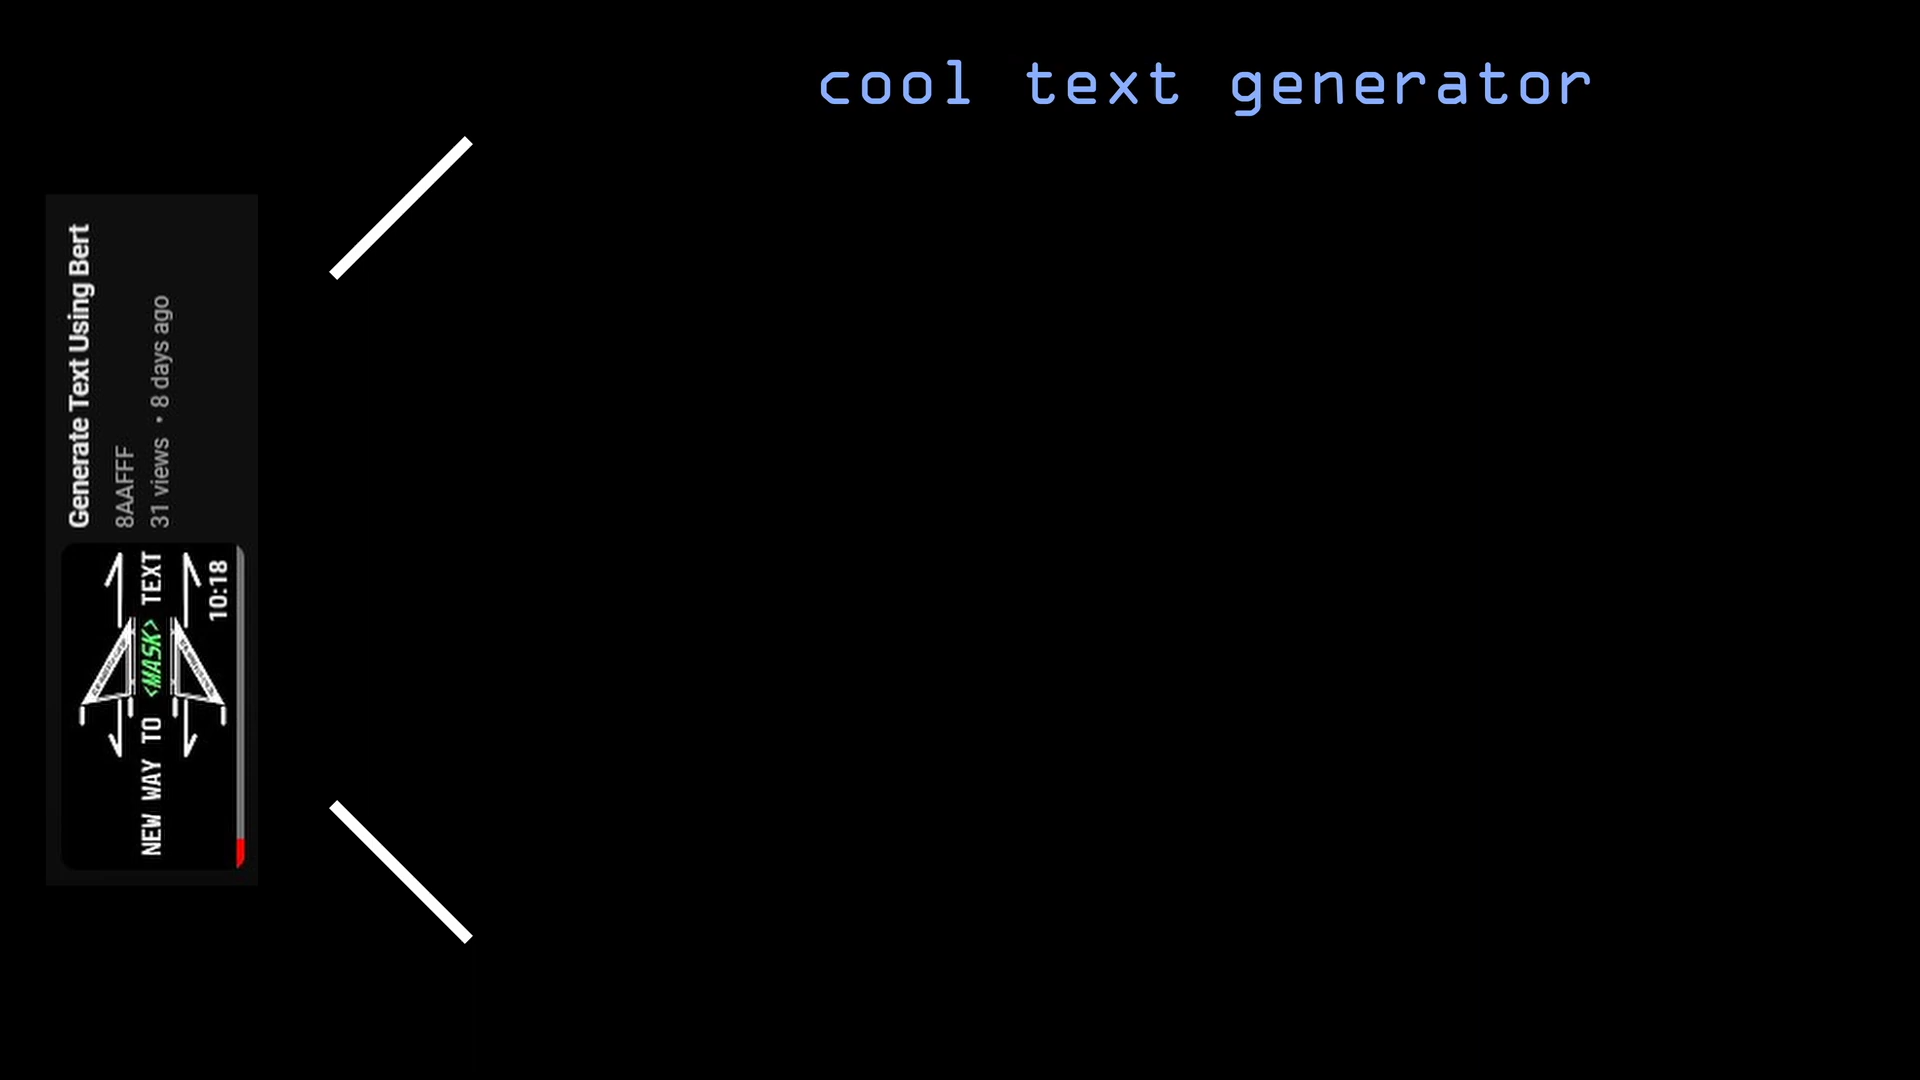 cool text generator
Generate Text Using Bert
8AAFFF
31 views • 8 days ago
NEW WAY TO <MASK> TEXT
10:18